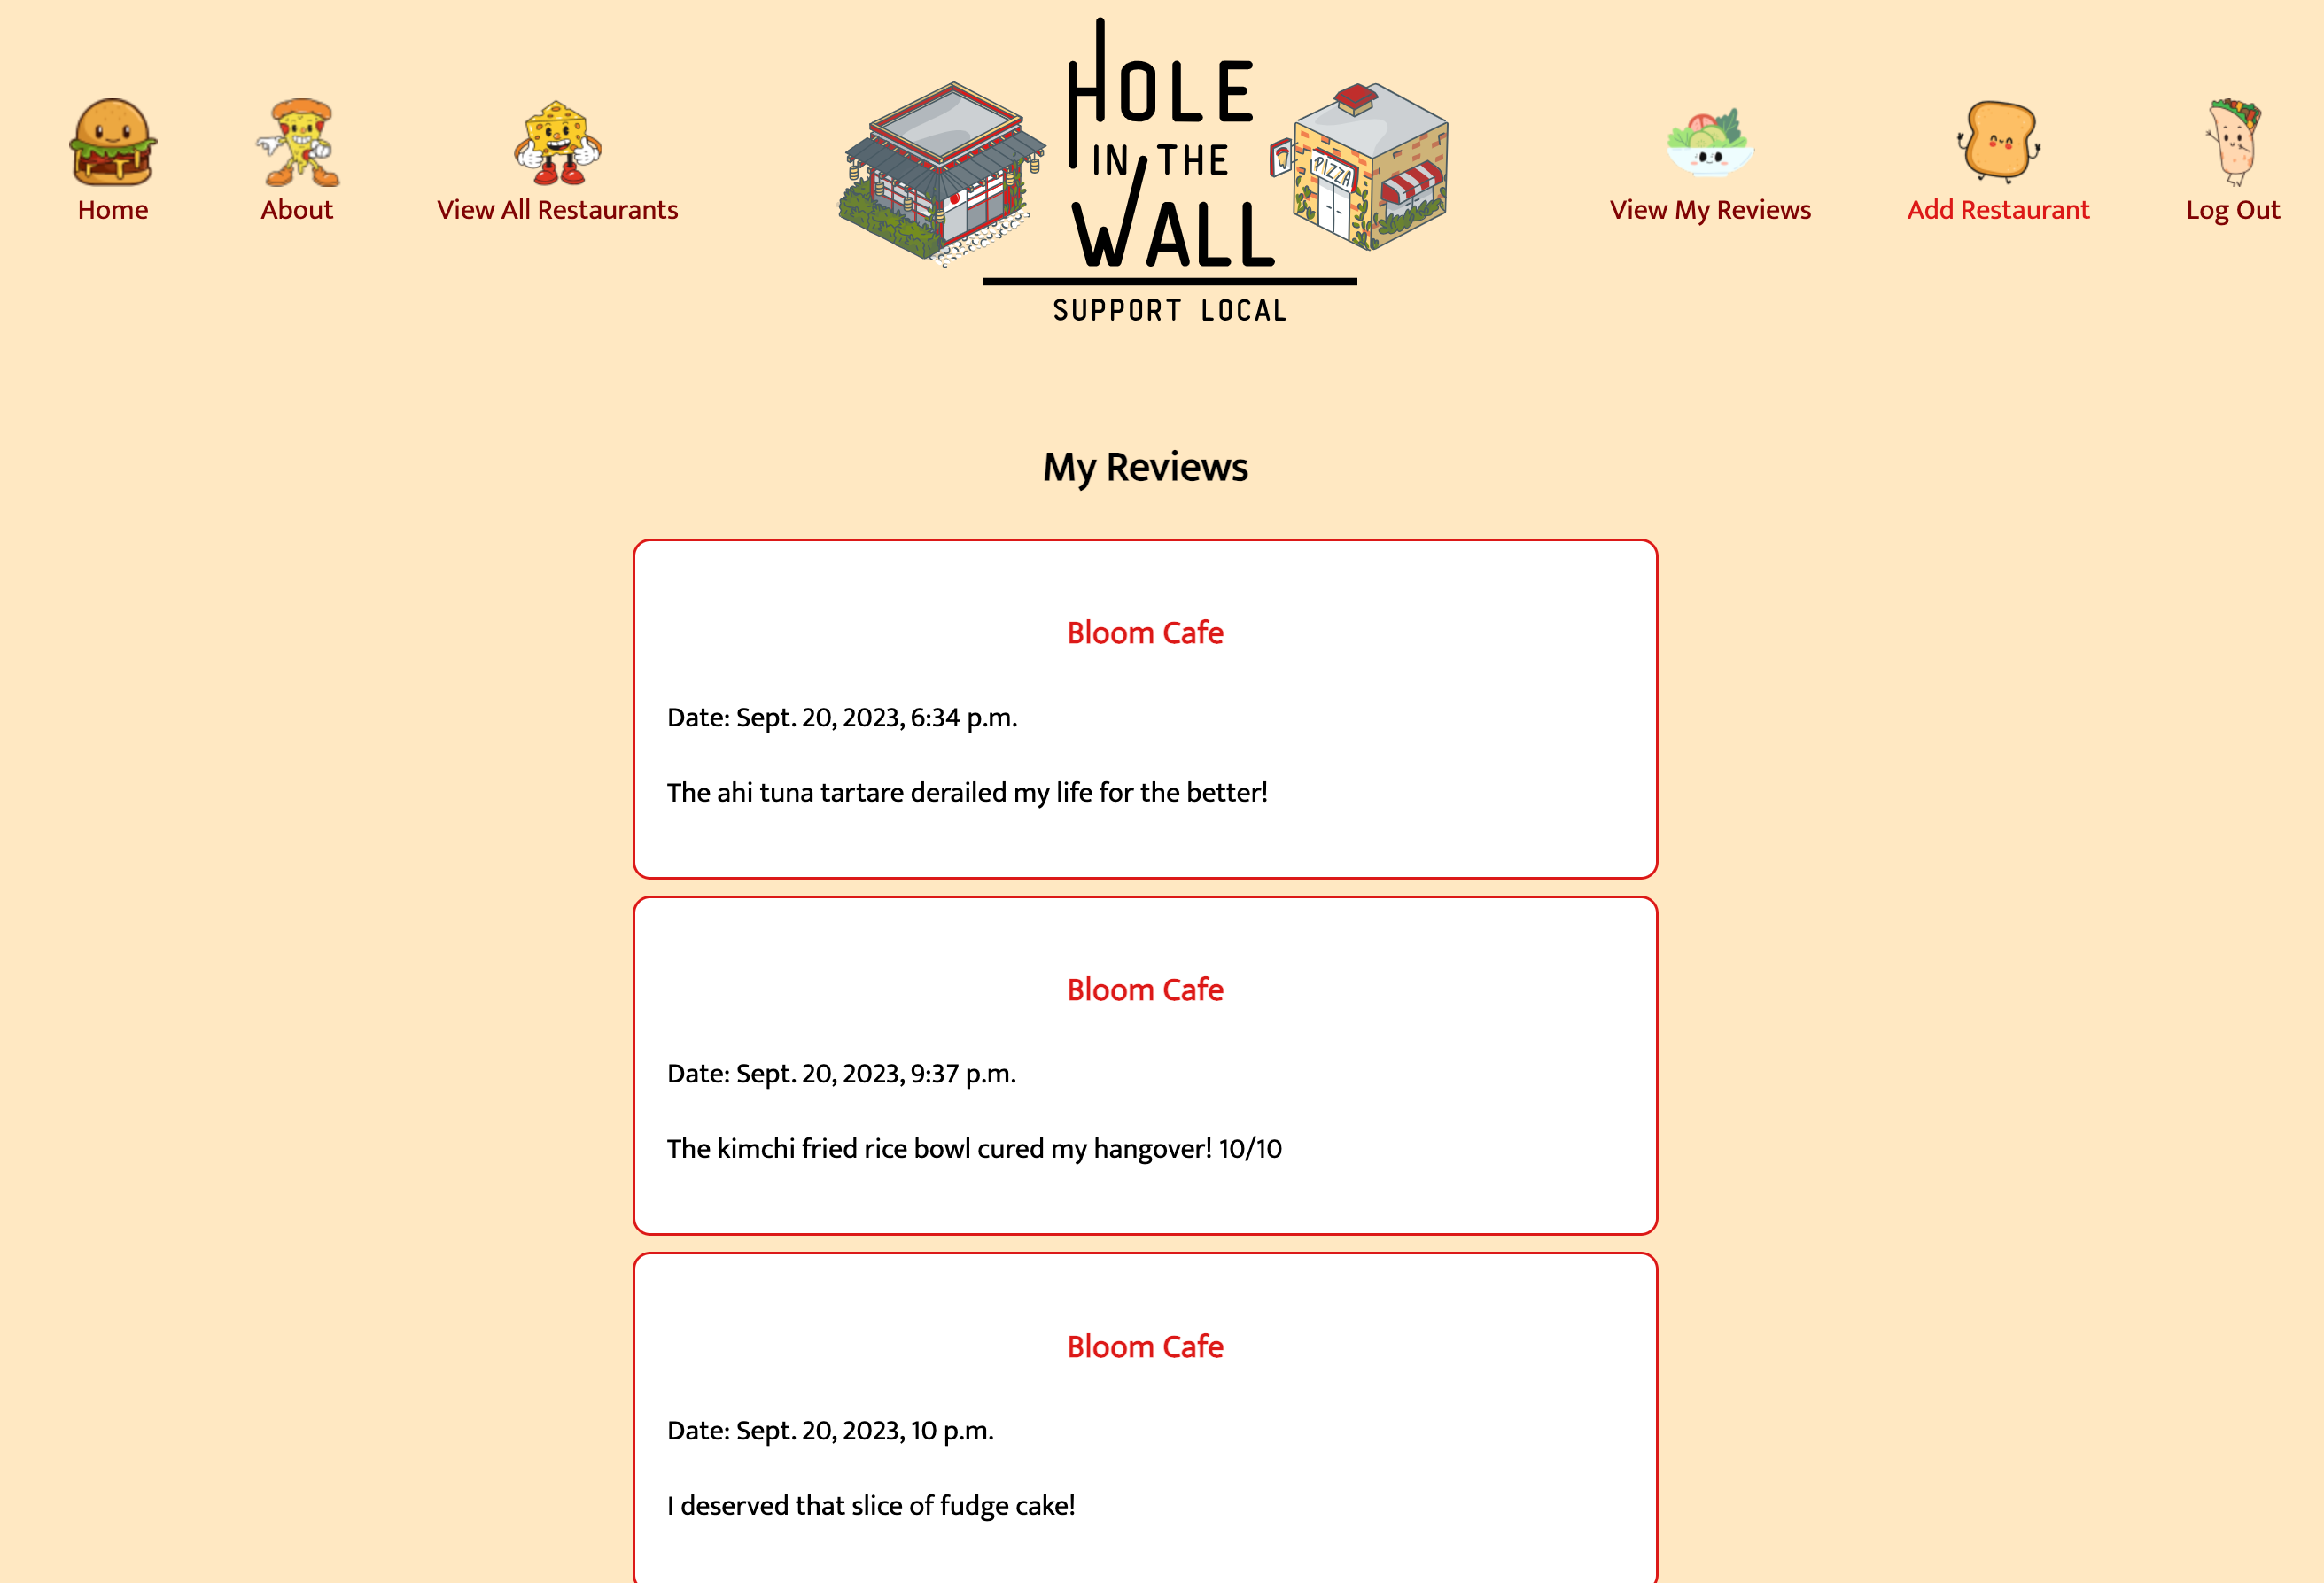 HOLE
IN THE
WALL
SUPPORT LOCAL
PIZZA
Home
About
View All Restaurants
View My Reviews
Add Restaurant
Log Out
My Reviews
Bloom Cafe
Date: Sept. 20, 2023, 6:34 p.m.
The ahi tuna tartare derailed my life for the better!
Bloom Cafe
Date: Sept. 20, 2023, 9:37 p.m.
The kimchi fried rice bowl cured my hangover! 10/10
Bloom Cafe
Date: Sept. 20, 2023, 10 p.m.
I deserved that slice of fudge cake!